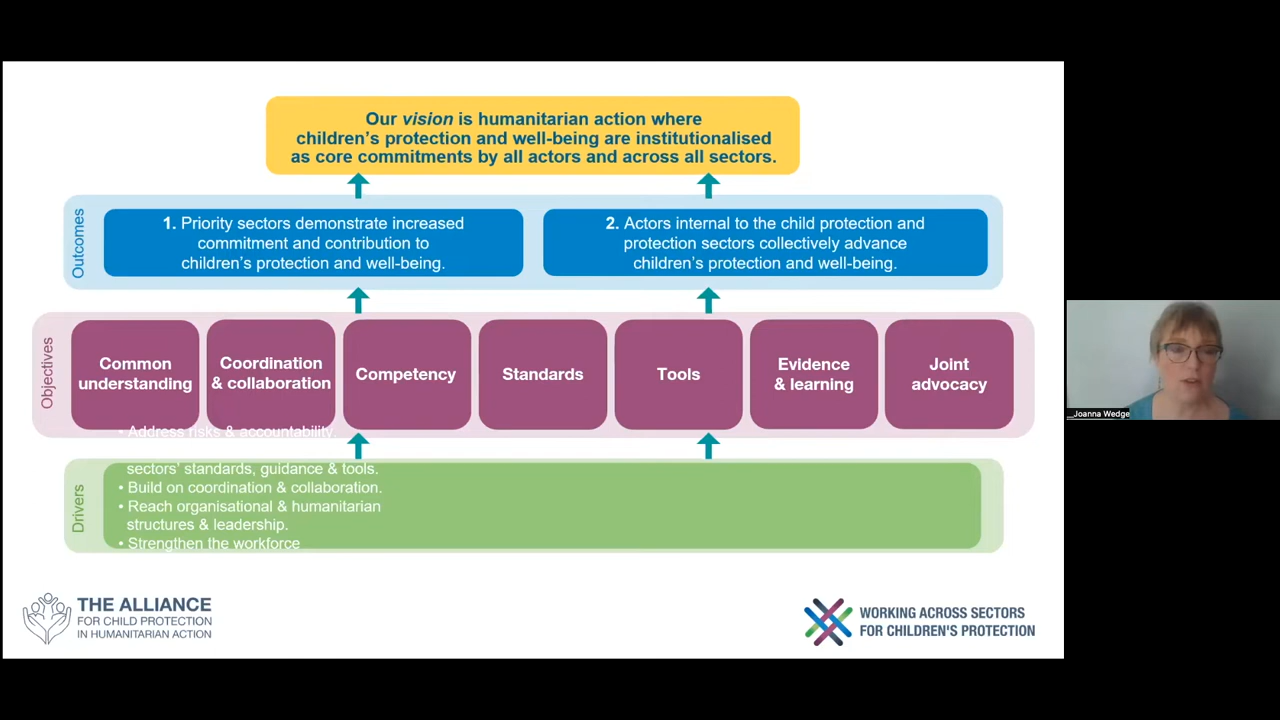 Our vision is humanitarian action where
children's protection and well-being are institutionalised
as core commitments by all actors and across all sectors.
Outcomes
1. Priority sectors demonstrate increased
commitment and contribution to
children's protection and well-being.
2. Actors internal to the child protection and
protection sectors collectively advance
children's protection and well-being.
Objectives
Common
understanding
Coordination
& collaboration
Competency
Standards
Tools
Evidence
& learning
Joint
advocacy
Drivers
• Address risks & accountability.
sectors' standards, guidance & tools.
• Build on coordination & collaboration.
• Reach organisational & humanitarian
structures & leadership.
• Strengthen the workforce
THE ALLIANCE
FOR CHILD PROTECTION
IN HUMANITARIAN ACTION
WORKING ACROSS SECTORS
FOR CHILDREN'S PROTECTION
Joanna Wedge